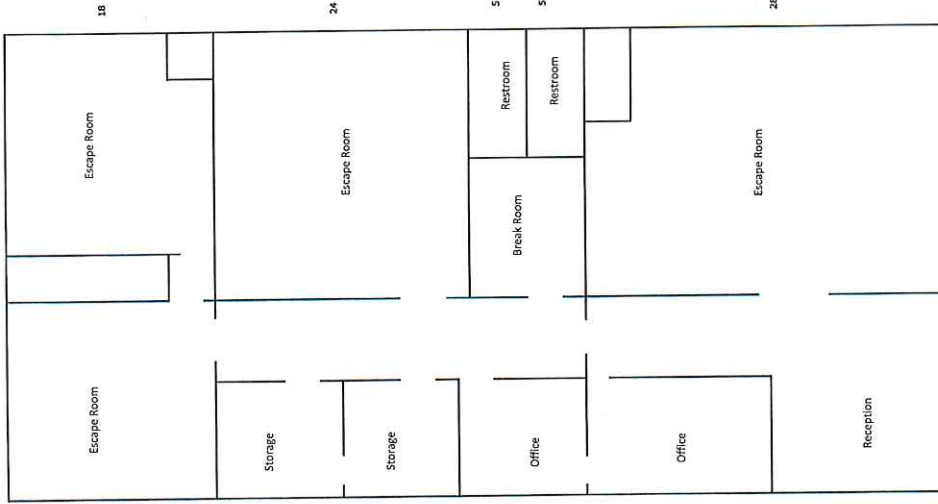 18
24
5
5
28
Escape Room
Escape Room
Restroom
Restroom
Break Room
Escape Room
Escape Room
Storage
Storage
Office
Office
Reception